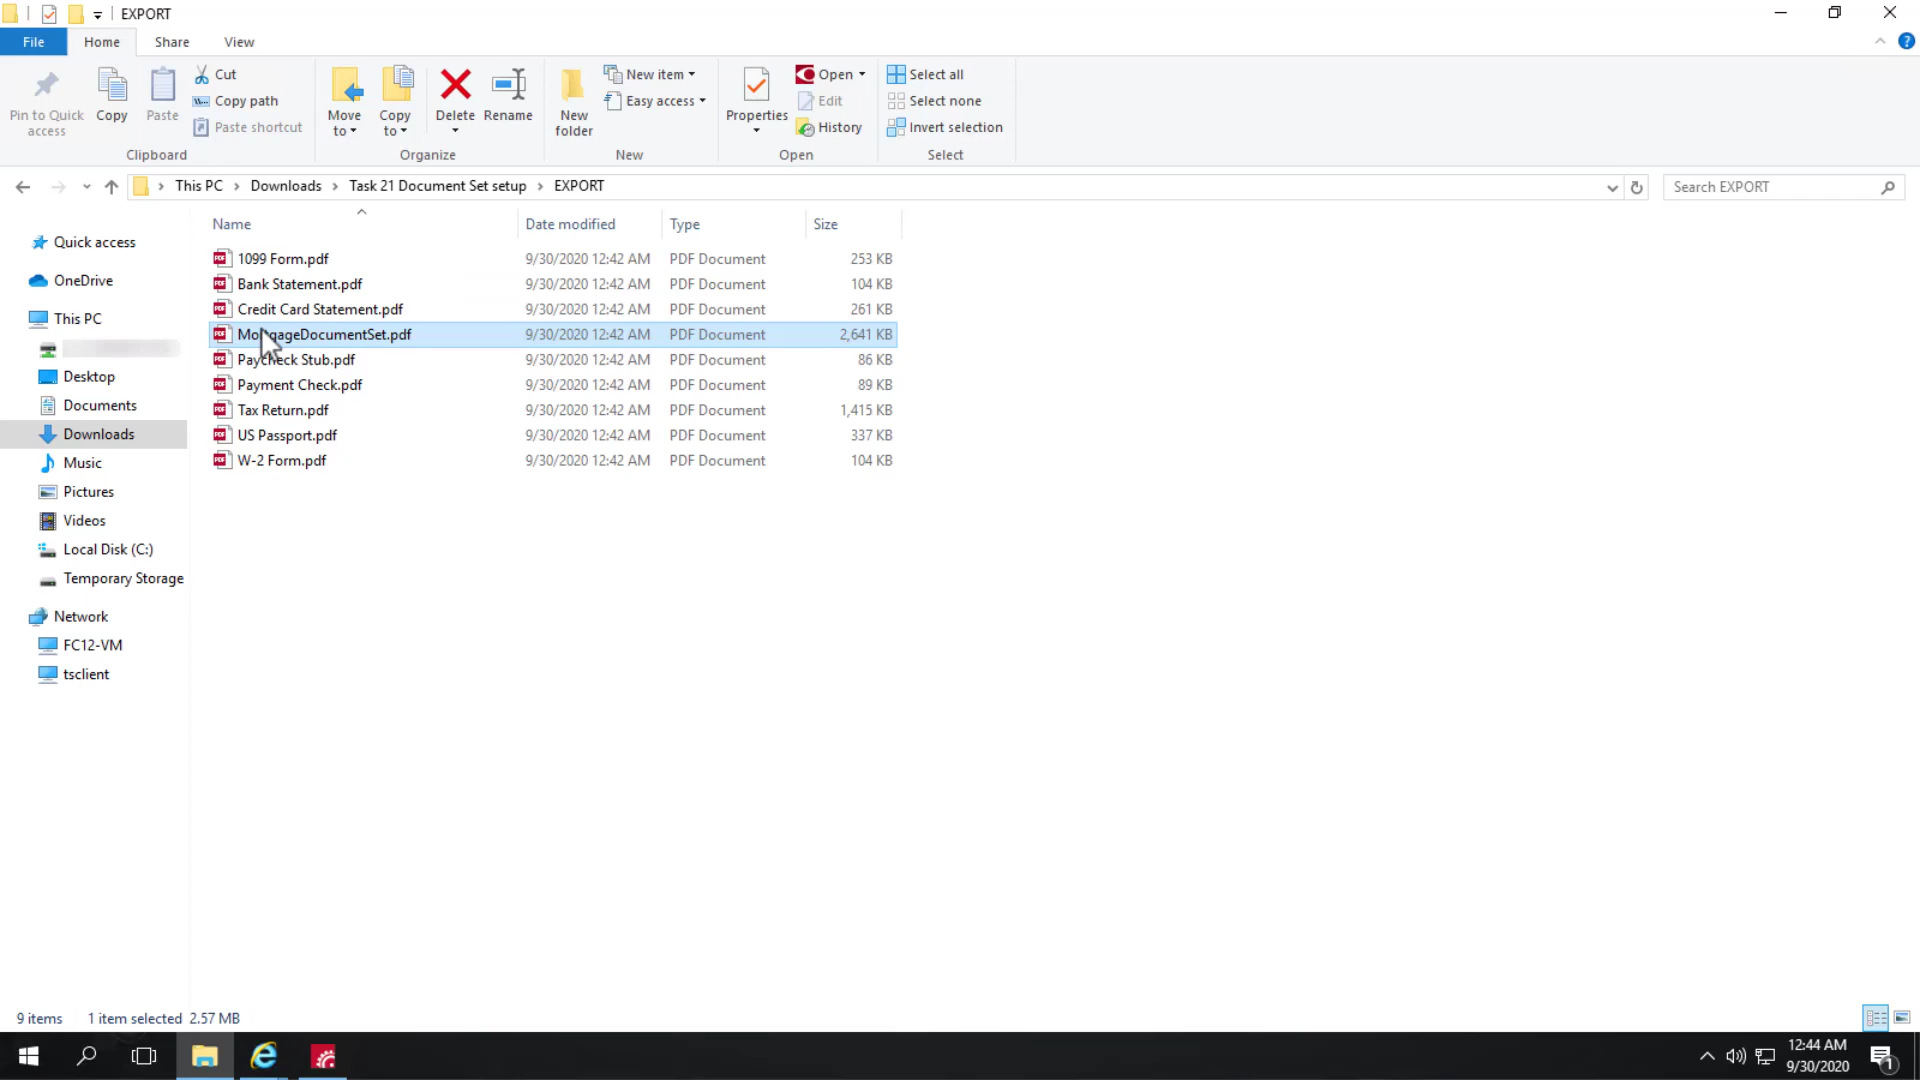 EXPORT
File Home Share View
Pin to Quick access
Copy
Paste
Cut
Copy path
Paste shortcut
Clipboard
Move to
Copy to
Delete
Rename
Organize
New folder
New item
Easy access
New
Properties
Open
Edit
History
Open
Select all
Select none
Invert selection
Select
This PC Downloads Task 21 Document Set setup EXPORT
Search EXPORT
Quick access
OneDrive
This PC
Desktop
Documents
Downloads
Music
Pictures
Videos
Local Disk (C:)
Temporary Storage
Network
FC12-VM
tsclient
Name Date modified Type Size
1099 Form.pdf 9/30/2020 12:42 AM PDF Document 253 KB
Bank Statement.pdf 9/30/2020 12:42 AM PDF Document 104 KB
Credit Card Statement.pdf 9/30/2020 12:42 AM PDF Document 261 KB
MortgageDocumentSet.pdf 9/30/2020 12:42 AM PDF Document 2,641 KB
Paycheck Stub.pdf 9/30/2020 12:42 AM PDF Document 86 KB
Payment Check.pdf 9/30/2020 12:42 AM PDF Document 89 KB
Tax Return.pdf 9/30/2020 12:42 AM PDF Document 1,415 KB
US Passport.pdf 9/30/2020 12:42 AM PDF Document 337 KB
W-2 Form.pdf 9/30/2020 12:42 AM PDF Document 104 KB
9 items 1 item selected 2.57 MB
12:44 AM
9/30/2020
1